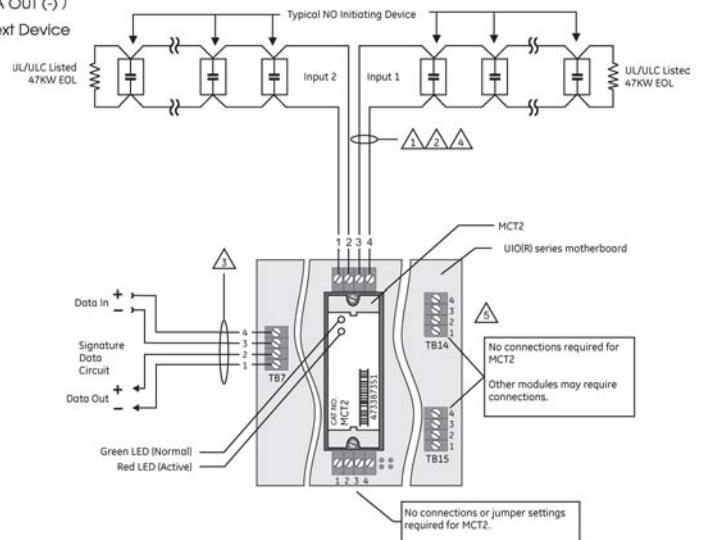 A OUT (-) )
ext Device
Typical NO Initiating Device
UL/ULC Listed
47KW EOL
Input 2
Input 1
UL/ULC Listed
47KW EOL
1 2 4
1 2 3 4
MCT2
UIO(R) series motherboard
3
Data In
+
−
Signature
Data
Circuit
+
Data Out
−
4
3
2
1
TB7
CAT NO.
MCT2
473387351
4
3
2
1
TB14
5
No connections required for
MCT2
Other modules may require
connections.
4
3
2
1
TB15
Green LED (Normal)
Red LED (Active)
1 2 3 4
No connections or jumper settings
required for MCT2.